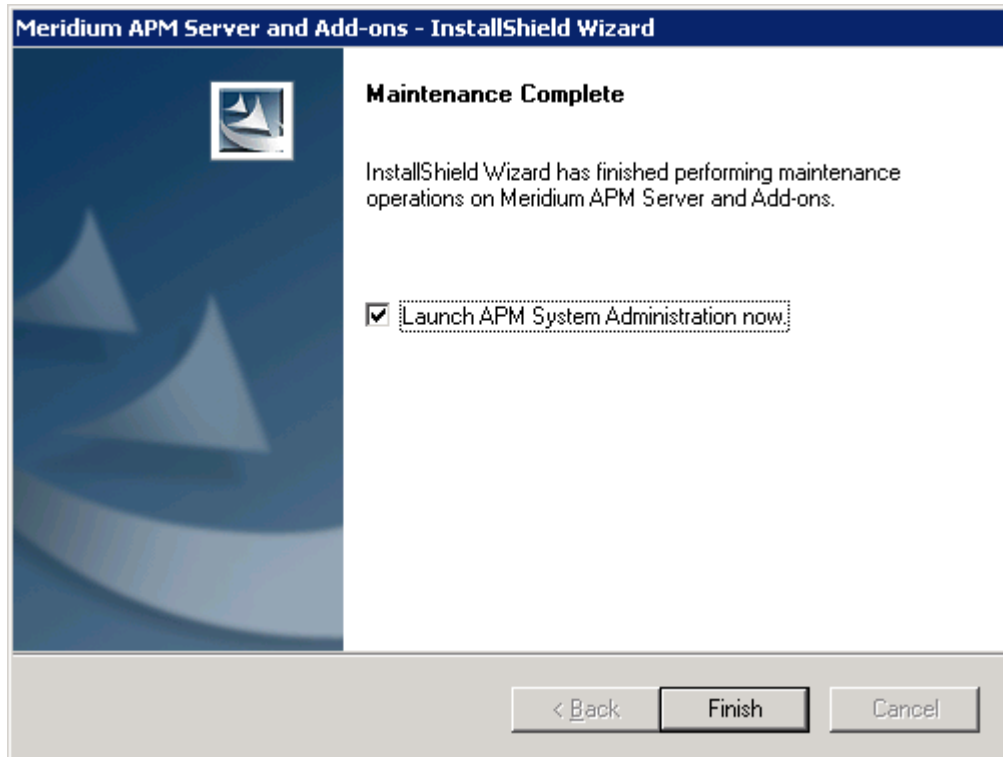 Meridium APM Server and Add-ons - InstallShield Wizard
Maintenance Complete
InstallShield Wizard has finished performing maintenance
operations on Meridium APM Server and Add-ons.
Launch APM System Administration now.
< Back
Finish
Cancel